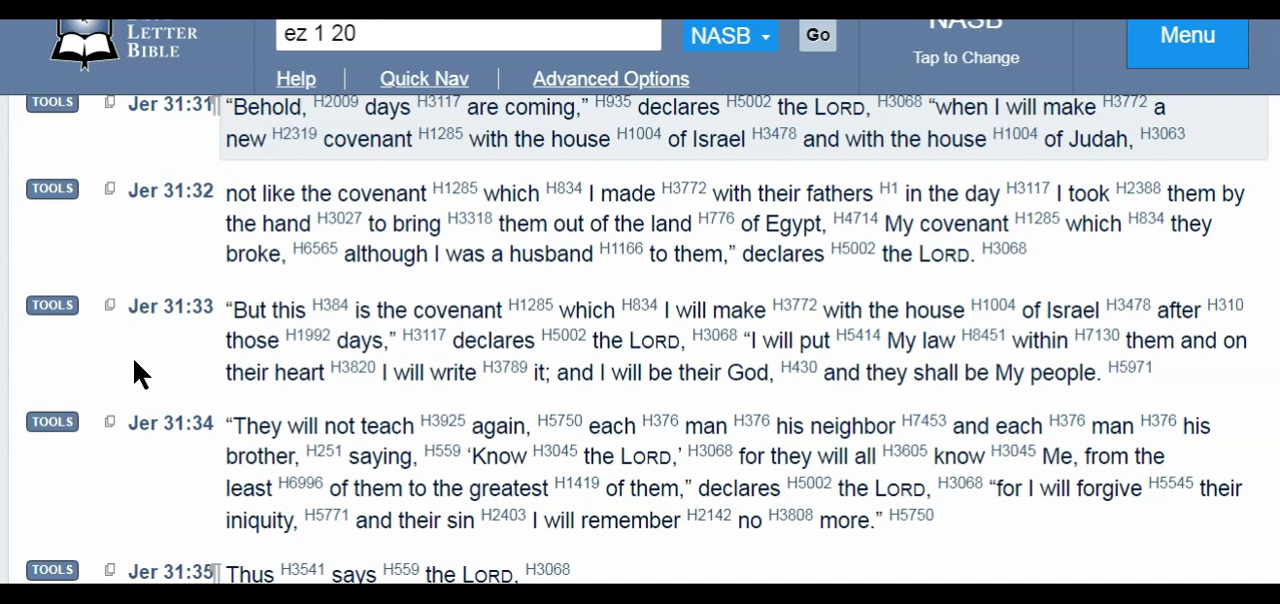 LETTER
BIBLE
ez 1 20
NASB
Go
NASB
Tap to Change
Menu
Help | Quick Nav | Advanced Options
TOOLS Jer 31:31¶ “Behold, H2009 days H3117 are coming,” H935 declares H5002 the LORD, H3068 “when I will make H3772 a
new H2319 covenant H1285 with the house H1004 of Israel H3478 and with the house H1004 of Judah, H3063
TOOLS Jer 31:32 not like the covenant H1285 which H834 I made H3772 with their fathers H1 in the day H3117 I took H2388 them by
the hand H3027 to bring H3318 them out of the land H776 of Egypt, H4714 My covenant H1285 which H834 they
broke, H6565 although I was a husband H1166 to them,” declares H5002 the LORD. H3068
TOOLS Jer 31:33 “But this H384 is the covenant H1285 which H834 I will make H3772 with the house H1004 of Israel H3478 after H310
those H1992 days,” H3117 declares H5002 the LORD, H3068 “I will put H5414 My law H8451 within H7130 them and on
their heart H3820 I will write H3789 it; and I will be their God, H430 and they shall be My people. H5971
TOOLS Jer 31:34 “They will not teach H3925 again, H5750 each H376 man H376 his neighbor H7453 and each H376 man H376 his
brother, H251 saying, H559 ‘Know H3045 the LORD,’ H3068 for they will all H3605 know H3045 Me, from the
least H6996 of them to the greatest H1419 of them,” declares H5002 the LORD, H3068 “for I will forgive H5545 their
iniquity, H5771 and their sin H2403 I will remember H2142 no H3808 more.” H5750
TOOLS Jer 31:35¶ Thus H3541 says H559 the LORD, H3068